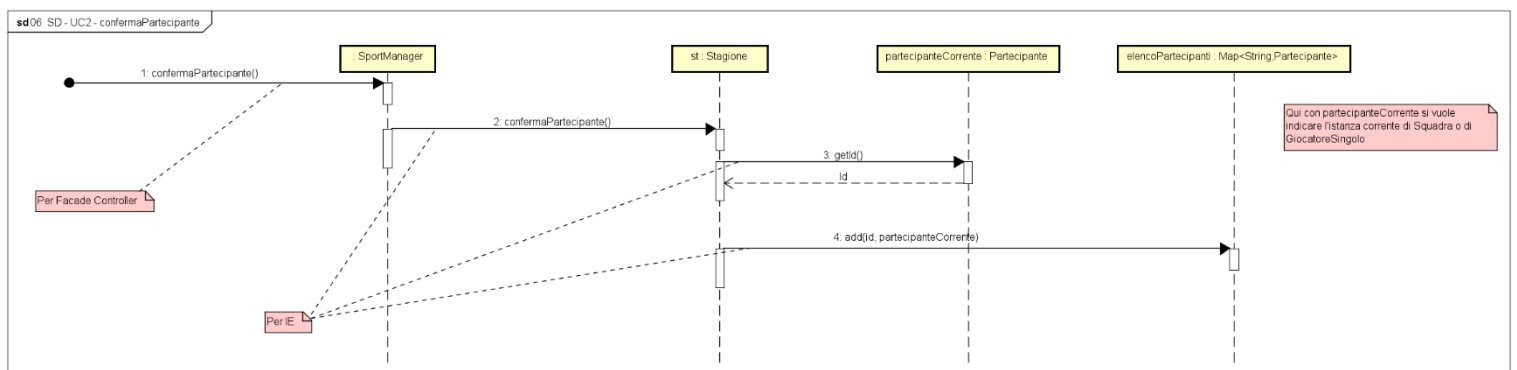 sd 06. SD - UC2 - confermaPartecipante
: SportManager
st : Stagione
partecipanteCorrente : Partecipante
elencoPartecipanti : Map<String,Partecipante>
1: confermaPartecipante()
Qui con partecipanteCorrente si vuole
indicare l'istanza corrente di Squadra o di
GiocatoreSingolo
2: confermaPartecipante()
3: getId()
Id
Per Facade Controller
4: add(id, partecipanteCorrente)
Per IE